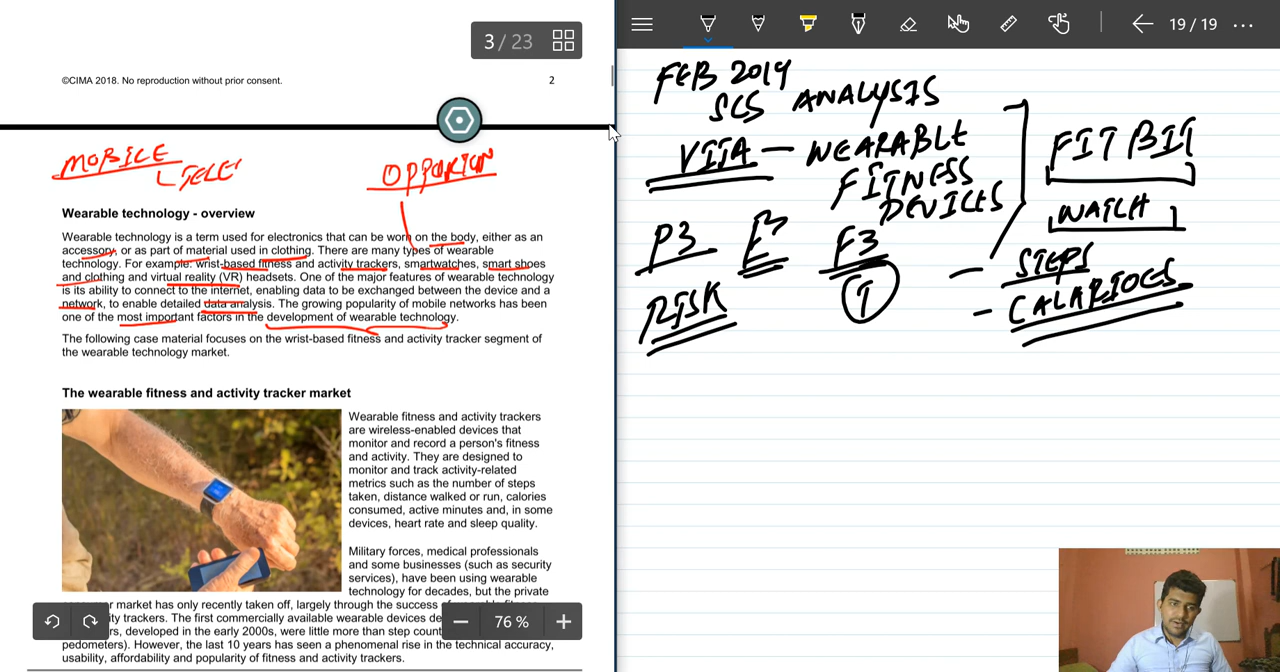 3 / 23
©CIMA 2018. No reproduction without prior consent.
2
MOBILE
TELE
OPPORTUN
Wearable technology - overview
Wearable technology is a term used for electronics that can be worn on the body, either as an
accessory, or as part of material used in clothing. There are many types of wearable
technology. For example: wrist-based fitness and activity trackers, smartwatches, smart shoes
and clothing and virtual reality (VR) headsets. One of the major features of wearable technology
is its ability to connect to the internet, enabling data to be exchanged between the device and a
network, to enable detailed data analysis. The growing popularity of mobile networks has been
one of the most important factors in the development of wearable technology.
The following case material focuses on the wrist-based fitness and activity tracker segment of
the wearable technology market.
The wearable fitness and activity tracker market
Wearable fitness and activity trackers
are wireless-enabled devices that
monitor and record a person's fitness
and activity. They are designed to
monitor and track activity-related
metrics such as the number of steps
taken, distance walked or run, calories
consumed, active minutes and, in some
devices, heart rate and sleep quality.
Military forces, medical professionals
and some businesses (such as security
services), have been using wearable
technology for decades, but the private
market has only recently taken off, largely through the success
ity trackers. The first commercially available wearable devices
rs, developed in the early 2000s, were little more than step
pedometers). However, the last 10 years has seen a phenomenal rise in the technical accuracy,
usability, affordability and popularity of fitness and activity trackers.
76 %
19 / 19
FEB 2019
SCS ANALYSIS
VITA - WEARABLE
FITNESS
DEVICES
FITBIT
WATCH
- STEPS
- CALARIOES
P3 E3 F3
RISK
1